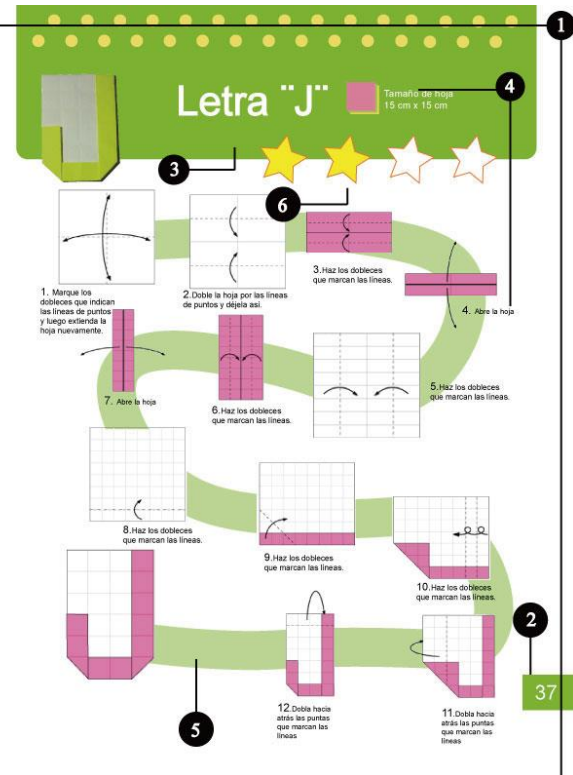 1
Letra ¨J¨
Tamaño de hoja
15 cm x 15 cm
4
3
6
1. Marque los
dobleces que indican
las líneas de puntos
y luego extienda la
hoja nuevamente.
2.Doble la hoja por las líneas
de puntos y déjela así.
3.Haz los dobleces
que marcan las líneas.
4. Abre la hoja
5.Haz los dobleces
que marcan las líneas.
6.Haz los dobleces
que marcan las líneas.
7. Abre la hoja
8.Haz los dobleces
que marcan las líneas.
9.Haz los dobleces
que marcan las líneas.
10.Haz los dobleces
que marcan las líneas.
2
37
11.Dobla hacia
atrás las puntas
que marcan las
líneas
12.Dobla hacia
atrás las puntas
que marcan las
líneas
5